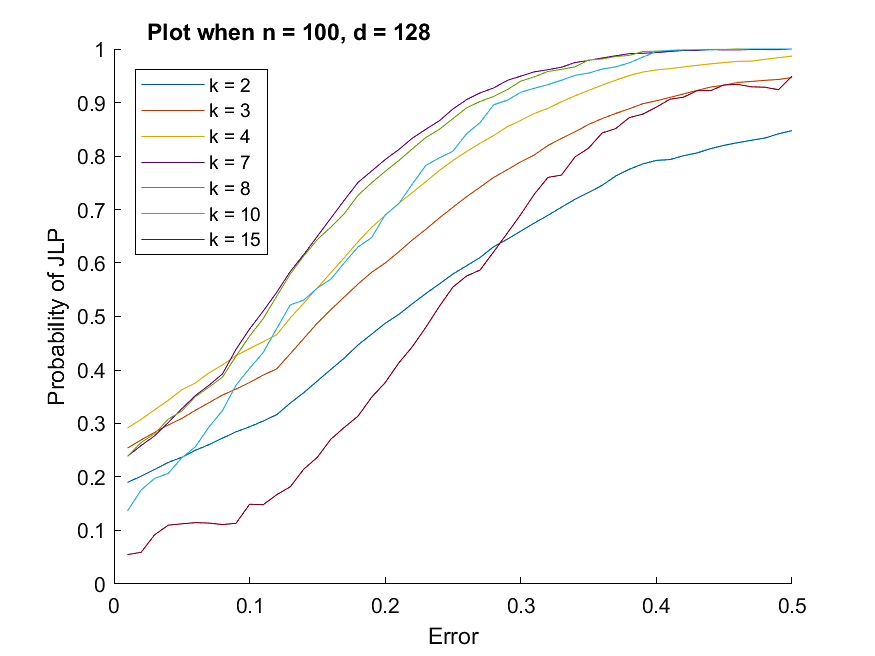 Plot when n = 100, d = 128
1
0.9
0.8
0.7
0.6
0.5
0.4
0.3
0.2
0.1
0
k = 2
k = 3
k = 4
k = 7
k = 8
k = 10
k = 15
Probability of JLP
0 0.1 0.2 0.3 0.4 0.5
Error